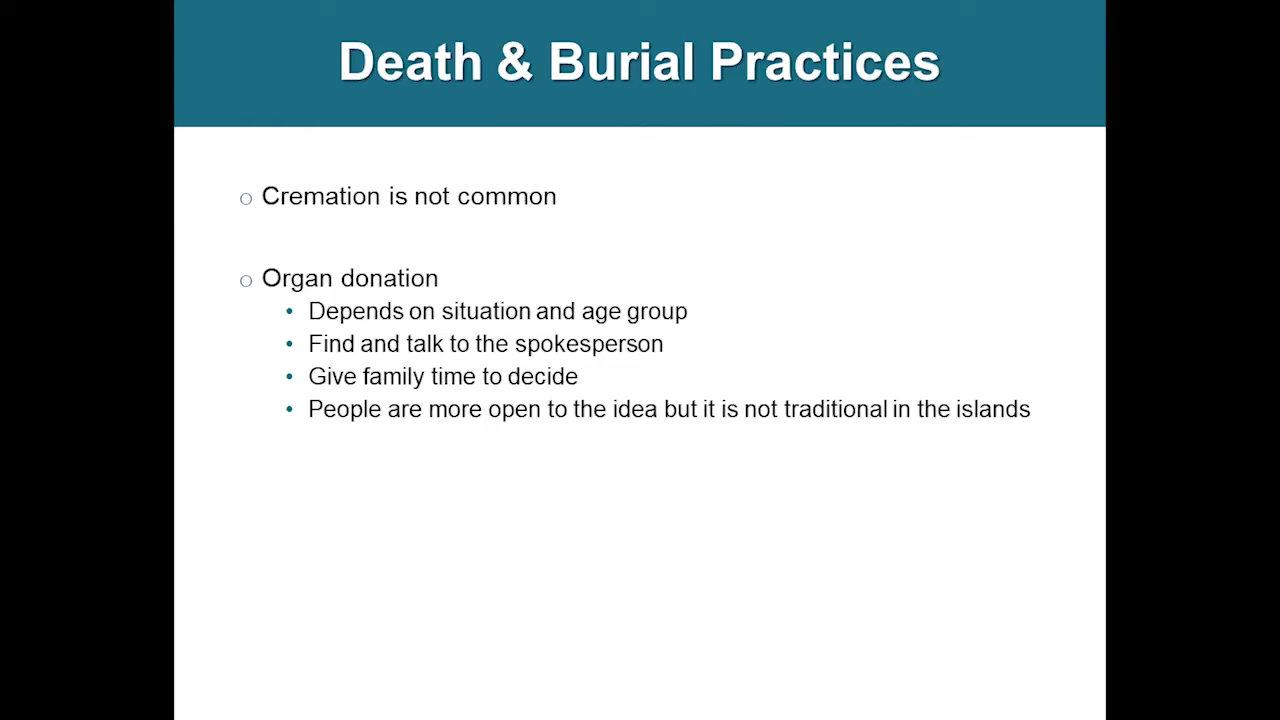 Death & Burial Practices
o Cremation is not common
o Organ donation
• Depends on situation and age group
• Find and talk to the spokesperson
• Give family time to decide
• People are more open to the idea but it is not traditional in the islands